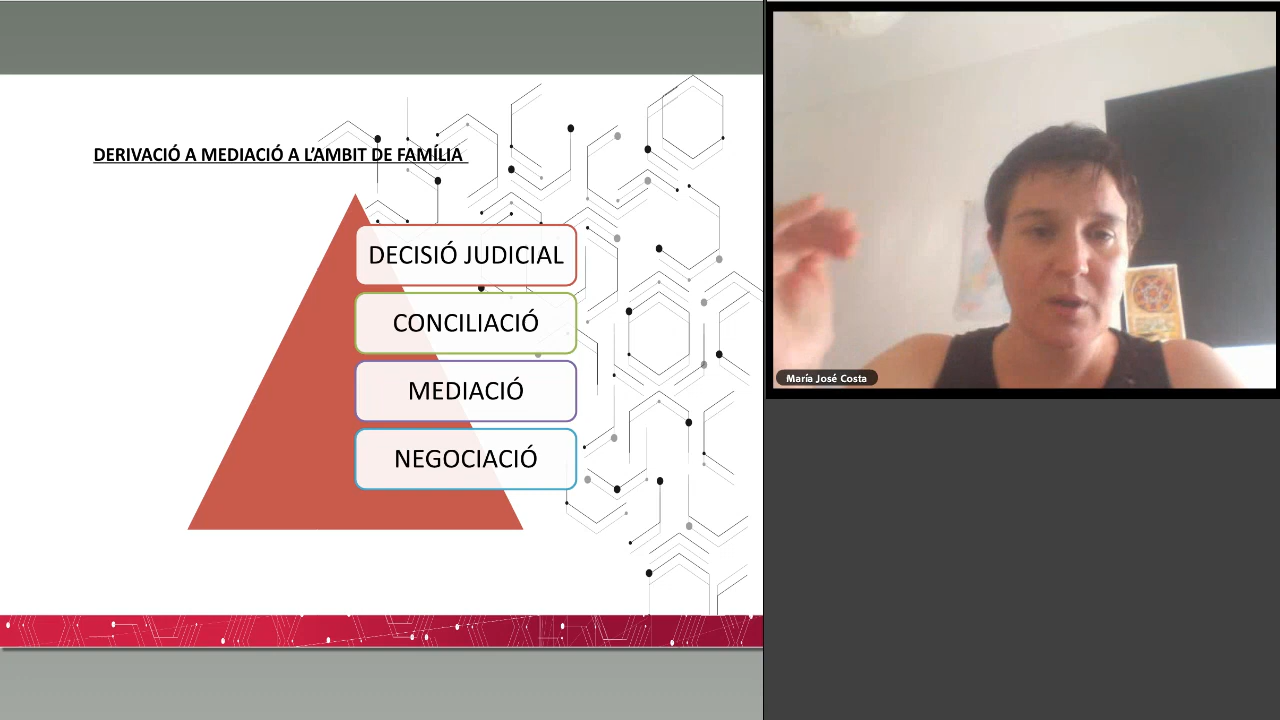 DERIVACIÓ A MEDIACIÓ A L'AMBIT DE FAMÍLIA
DECISIÓ JUDICIAL
CONCILIACIÓ
MEDIACIÓ
NEGOCIACIÓ
María José Costa